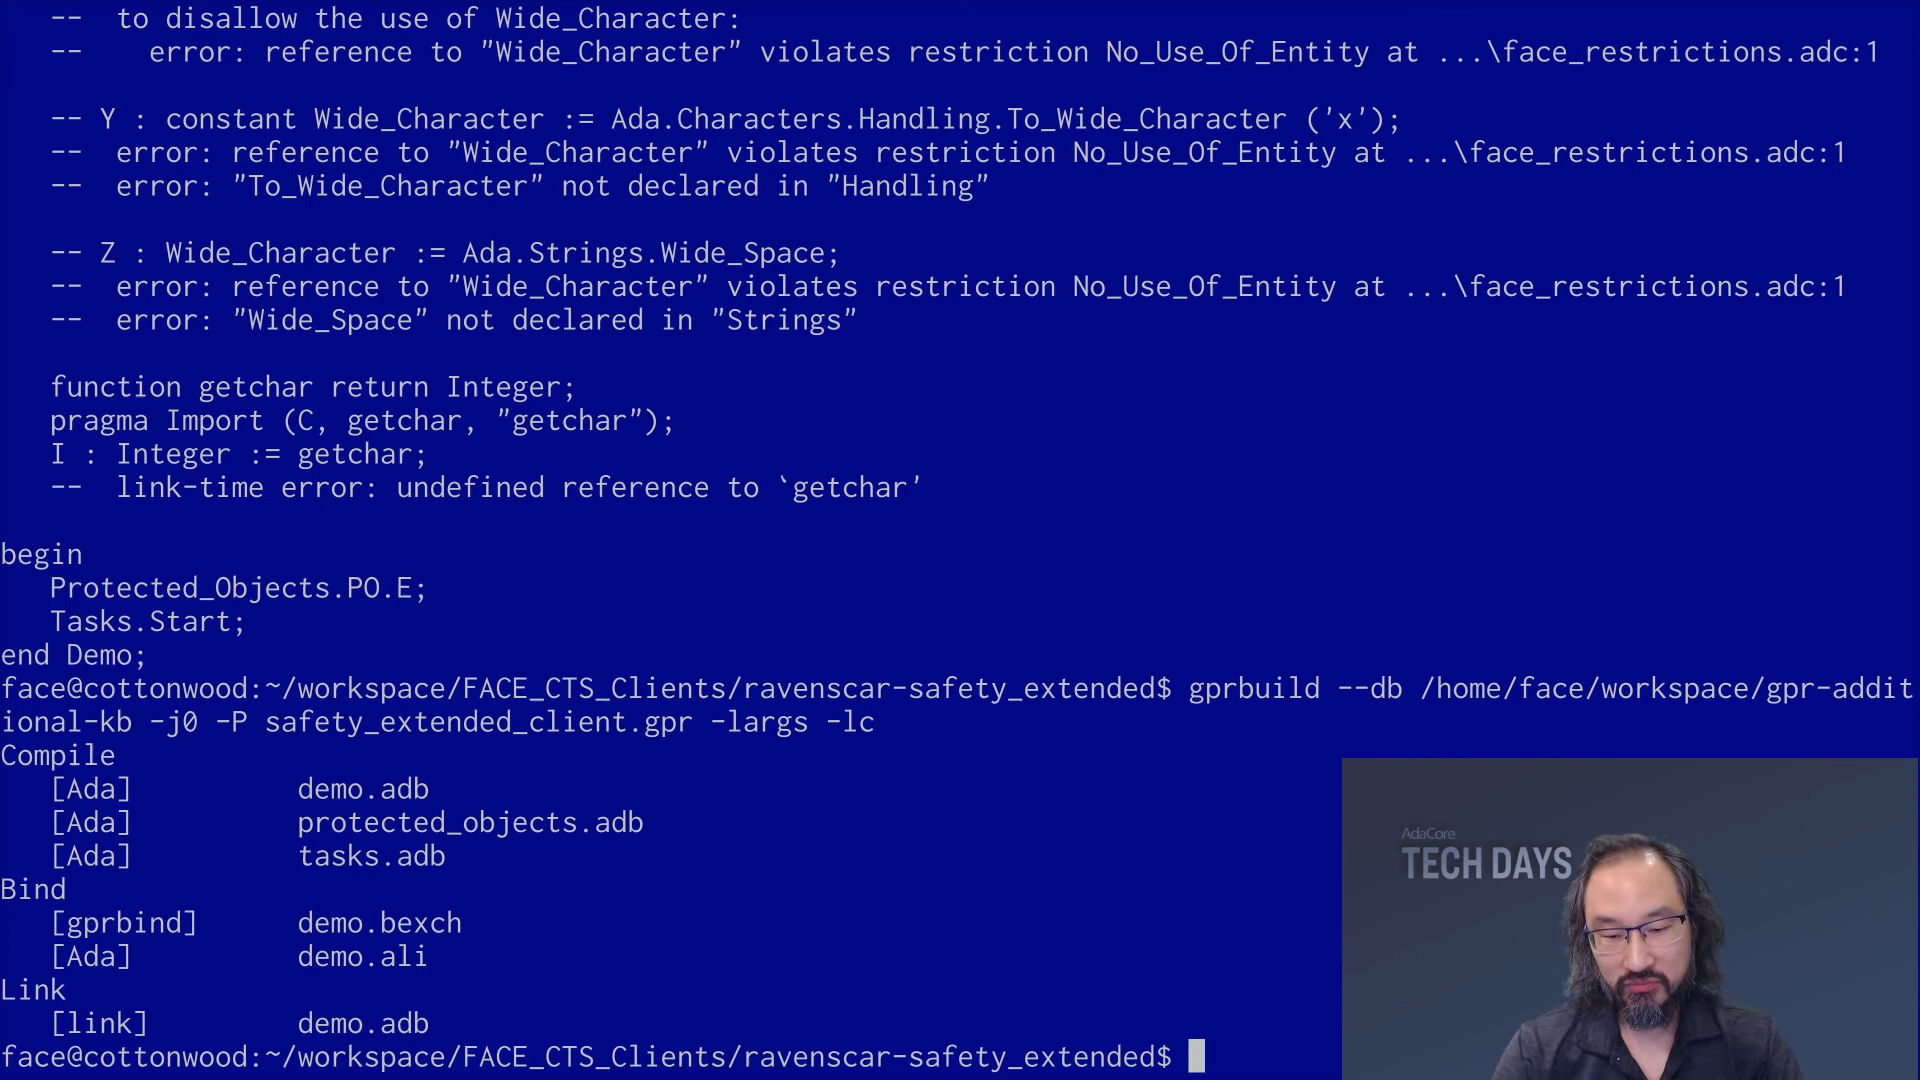 --  to disallow the use of Wide_Character:
--    error: reference to "Wide_Character" violates restriction No_Use_Of_Entity at ...\face_restrictions.adc:1
-- Y : constant Wide_Character := Ada.Characters.Handling.To_Wide_Character ('x');
--  error: reference to "Wide_Character" violates restriction No_Use_Of_Entity at ...\face_restrictions.adc:1
--  error: "To_Wide_Character" not declared in "Handling"
-- Z : Wide_Character := Ada.Strings.Wide_Space;
--  error: reference to "Wide_Character" violates restriction No_Use_Of_Entity at ...\face_restrictions.adc:1
--  error: "Wide_Space" not declared in "Strings"
function getchar return Integer;
pragma Import (C, getchar, "getchar");
I : Integer := getchar;
--  link-time error: undefined reference to `getchar'
begin
Protected_Objects.PO.E;
Tasks.Start;
end Demo;
face@cottonwood:~/workspace/FACE_CTS_Clients/ravenscar-safety_extended$ gprbuild --db /home/face/workspace/gpr-addit
ional-kb -j0 -P safety_extended_client.gpr -largs -lc
Compile
[Ada]          demo.adb
[Ada]          protected_objects.adb
[Ada]          tasks.adb
Bind
[gprbind]      demo.bexch
[Ada]          demo.ali
Link
[link]         demo.adb
face@cottonwood:~/workspace/FACE_CTS_Clients/ravenscar-safety_extended$
AdaCore
TECH DAYS